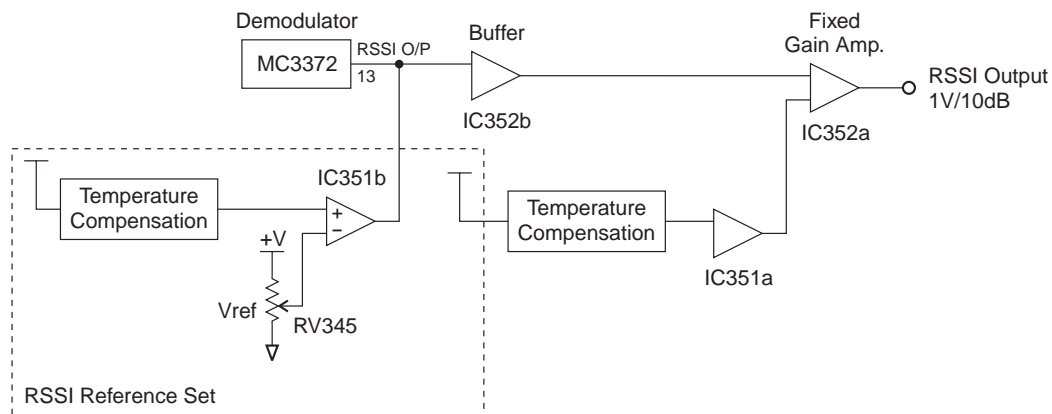 Demodulator
MC3372
RSSI O/P
13
Buffer
IC352b
Fixed
Gain Amp.
IC352a
RSSI Output
1V/10dB
Temperature
Compensation
IC351b
+
−
+V
Vref
RV345
RSSI Reference Set
Temperature
Compensation
IC351a